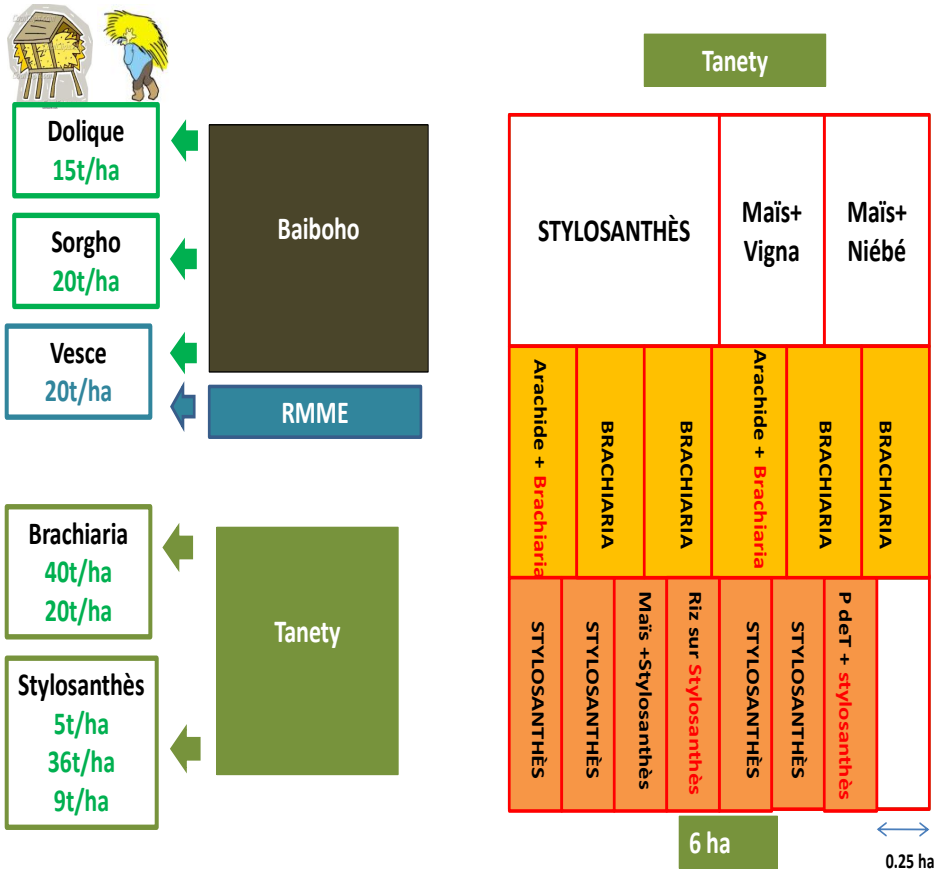 Dolique
15t/ha
Sorgho
20t/ha
Vesce
20t/ha
Baiboho
RMME
Brachiaria
40t/ha
20t/ha
Stylosanthès
5t/ha
36t/ha
9t/ha
Tanety
Tanety
STYLOSANTHÈS
Maïs+
Vigna
Maïs+
Niébé
Arachide + Brachiaria
BRACHIARIA
BRACHIARIA
Arachide + Brachiaria
BRACHIARIA
BRACHIARIA
STYLOSANTHÈS
STYLOSANTHÈS
Maïs +Stylosanthès
Riz sur Stylosanthès
STYLOSANTHÈS
STYLOSANTHÈS
P deT + stylosanthès
6 ha
0.25 ha